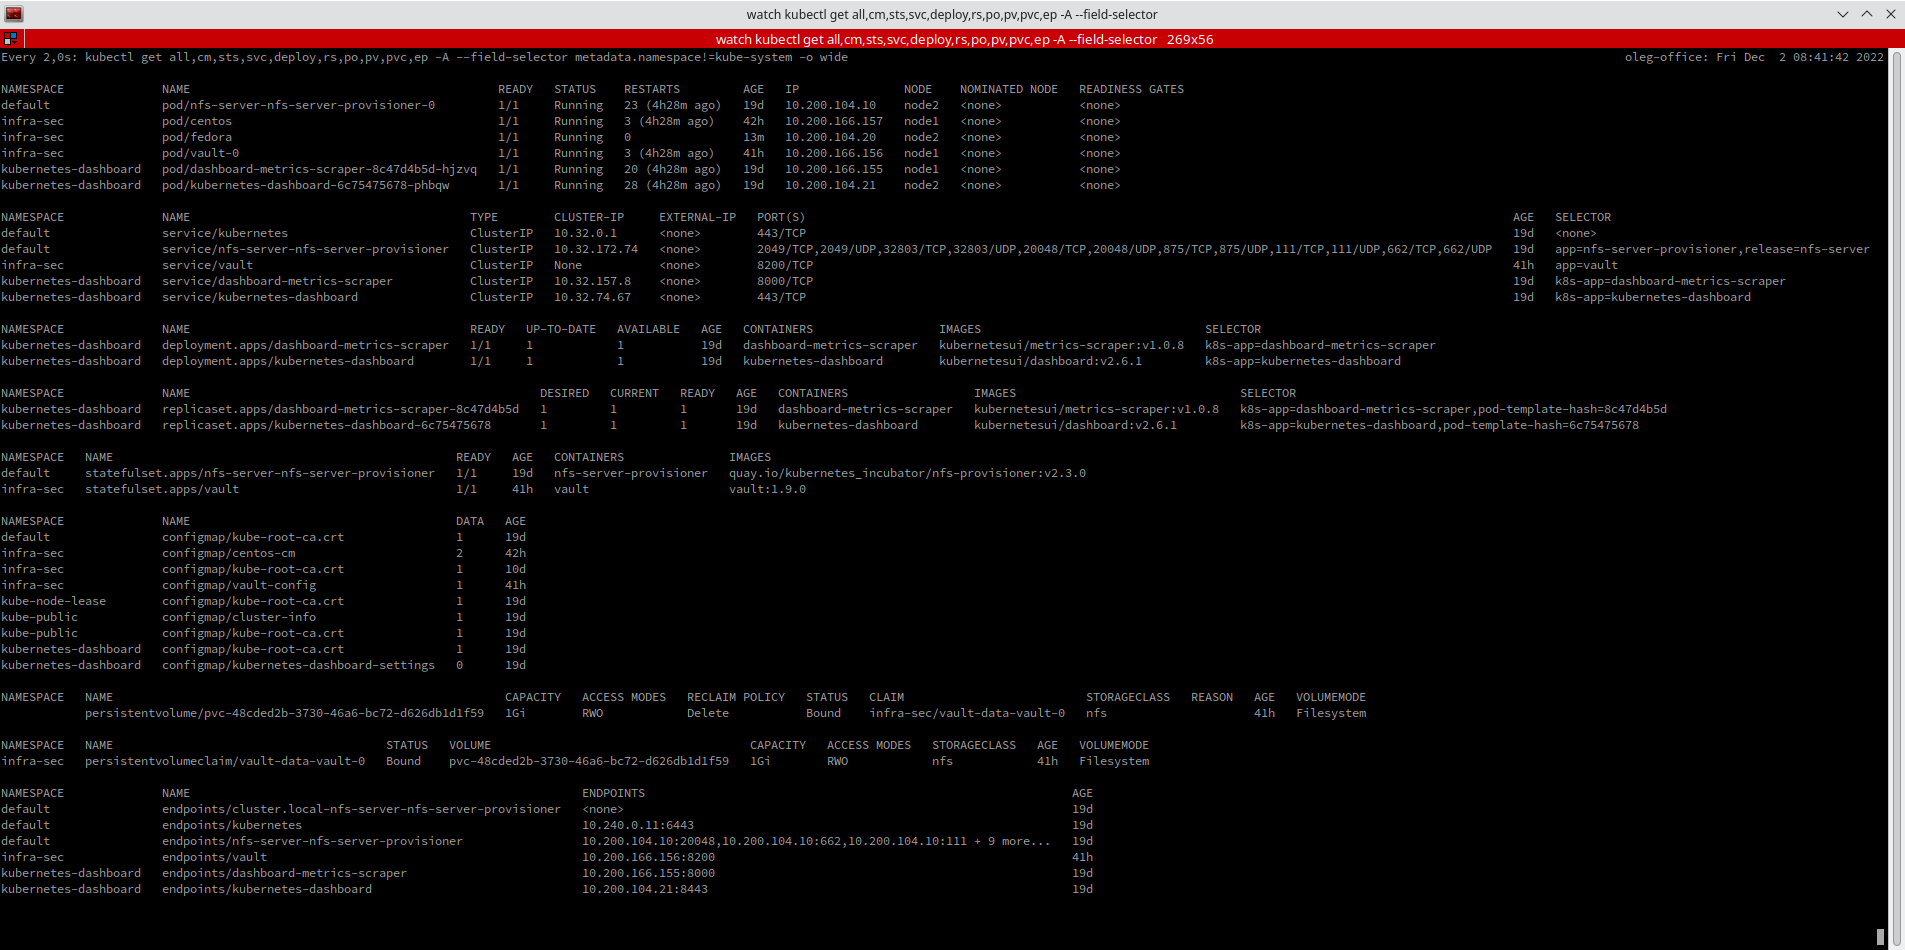 watch kubectl get all,cm,sts,svc,deploy,rs,po,pv,pvc,ep -A --field-selector
watch kubectl get all,cm,sts,svc,deploy,rs,po,pv,pvc,ep -A --field-selector 269x56
Every 2,0s: kubectl get all,cm,sts,svc,deploy,rs,po,pv,pvc,ep -A --field-selector metadata.namespace!=kube-system -o wide oleg-office: Fri Dec 2 08:41:42 2022
NAMESPACE NAME READY STATUS RESTARTS AGE IP NODE NOMINATED NODE READINESS GATES
default pod/nfs-server-nfs-server-provisioner-0 1/1 Running 23 (4h28m ago) 19d 10.200.104.10 node2 <none> <none>
infra-sec pod/centos 1/1 Running 3 (4h28m ago) 42h 10.200.166.157 node1 <none> <none>
infra-sec pod/fedora 1/1 Running 0 13m 10.200.104.20 node2 <none> <none>
infra-sec pod/vault-0 1/1 Running 3 (4h28m ago) 41h 10.200.166.156 node1 <none> <none>
kubernetes-dashboard pod/dashboard-metrics-scraper-8c47d4b5d-hjzvq 1/1 Running 20 (4h28m ago) 19d 10.200.166.155 node1 <none> <none>
kubernetes-dashboard pod/kubernetes-dashboard-6c75475678-phbqw 1/1 Running 28 (4h28m ago) 19d 10.200.104.21 node2 <none> <none>
NAMESPACE NAME TYPE CLUSTER-IP EXTERNAL-IP PORT(S) AGE SELECTOR
default service/kubernetes ClusterIP 10.32.0.1 <none> 443/TCP 19d <none>
default service/nfs-server-nfs-server-provisioner ClusterIP 10.32.172.74 <none> 2049/TCP,2049/UDP,32803/TCP,32803/UDP,20048/TCP,20048/UDP,875/TCP,875/UDP,111/TCP,111/UDP,662/TCP,662/UDP 19d app=nfs-server-provisioner,release=nfs-server
infra-sec service/vault ClusterIP None <none> 8200/TCP 41h app=vault
kubernetes-dashboard service/dashboard-metrics-scraper ClusterIP 10.32.157.8 <none> 8000/TCP 19d k8s-app=dashboard-metrics-scraper
kubernetes-dashboard service/kubernetes-dashboard ClusterIP 10.32.74.67 <none> 443/TCP 19d k8s-app=kubernetes-dashboard
NAMESPACE NAME READY UP-TO-DATE AVAILABLE AGE CONTAINERS IMAGES SELECTOR
kubernetes-dashboard deployment.apps/dashboard-metrics-scraper 1/1 1 1 19d dashboard-metrics-scraper kubernetesui/metrics-scraper:v1.0.8 k8s-app=dashboard-metrics-scraper
kubernetes-dashboard deployment.apps/kubernetes-dashboard 1/1 1 1 19d kubernetes-dashboard kubernetesui/dashboard:v2.6.1 k8s-app=kubernetes-dashboard
NAMESPACE NAME DESIRED CURRENT READY AGE CONTAINERS IMAGES SELECTOR
kubernetes-dashboard replicaset.apps/dashboard-metrics-scraper-8c47d4b5d 1 1 1 19d dashboard-metrics-scraper kubernetesui/metrics-scraper:v1.0.8 k8s-app=dashboard-metrics-scraper,pod-template-hash=8c47d4b5d
kubernetes-dashboard replicaset.apps/kubernetes-dashboard-6c75475678 1 1 1 19d kubernetes-dashboard kubernetesui/dashboard:v2.6.1 k8s-app=kubernetes-dashboard,pod-template-hash=6c75475678
NAMESPACE NAME READY AGE CONTAINERS IMAGES
default statefulset.apps/nfs-server-nfs-server-provisioner 1/1 19d nfs-server-provisioner quay.io/kubernetes_incubator/nfs-provisioner:v2.3.0
infra-sec statefulset.apps/vault 1/1 41h vault vault:1.9.0
NAMESPACE NAME DATA AGE
default configmap/kube-root-ca.crt 1 19d
infra-sec configmap/centos-cm 2 42h
infra-sec configmap/kube-root-ca.crt 1 10d
infra-sec configmap/vault-config 1 41h
kube-node-lease configmap/kube-root-ca.crt 1 19d
kube-public configmap/cluster-info 1 19d
kube-public configmap/kube-root-ca.crt 1 19d
kubernetes-dashboard configmap/kube-root-ca.crt 1 19d
kubernetes-dashboard configmap/kubernetes-dashboard-settings 0 19d
NAMESPACE NAME CAPACITY ACCESS MODES RECLAIM POLICY STATUS CLAIM STORAGECLASS REASON AGE VOLUMEMODE
persistentvolume/pvc-48cded2b-3730-46a6-bc72-d626db1d1f59 1Gi RWO Delete Bound infra-sec/vault-data-vault-0 nfs 41h Filesystem
NAMESPACE NAME STATUS VOLUME CAPACITY ACCESS MODES STORAGECLASS AGE VOLUMEMODE
infra-sec persistentvolumeclaim/vault-data-vault-0 Bound pvc-48cded2b-3730-46a6-bc72-d626db1d1f59 1Gi RWO nfs 41h Filesystem
NAMESPACE NAME ENDPOINTS AGE
default endpoints/cluster.local-nfs-server-nfs-server-provisioner <none> 19d
default endpoints/kubernetes 10.240.0.11:6443 19d
default endpoints/nfs-server-nfs-server-provisioner 10.200.104.10:20048,10.200.104.10:662,10.200.104.10:111 + 9 more... 19d
infra-sec endpoints/vault 10.200.166.156:8200 41h
kubernetes-dashboard endpoints/dashboard-metrics-scraper 10.200.166.155:8000 19d
kubernetes-dashboard endpoints/kubernetes-dashboard 10.200.104.21:8443 19d